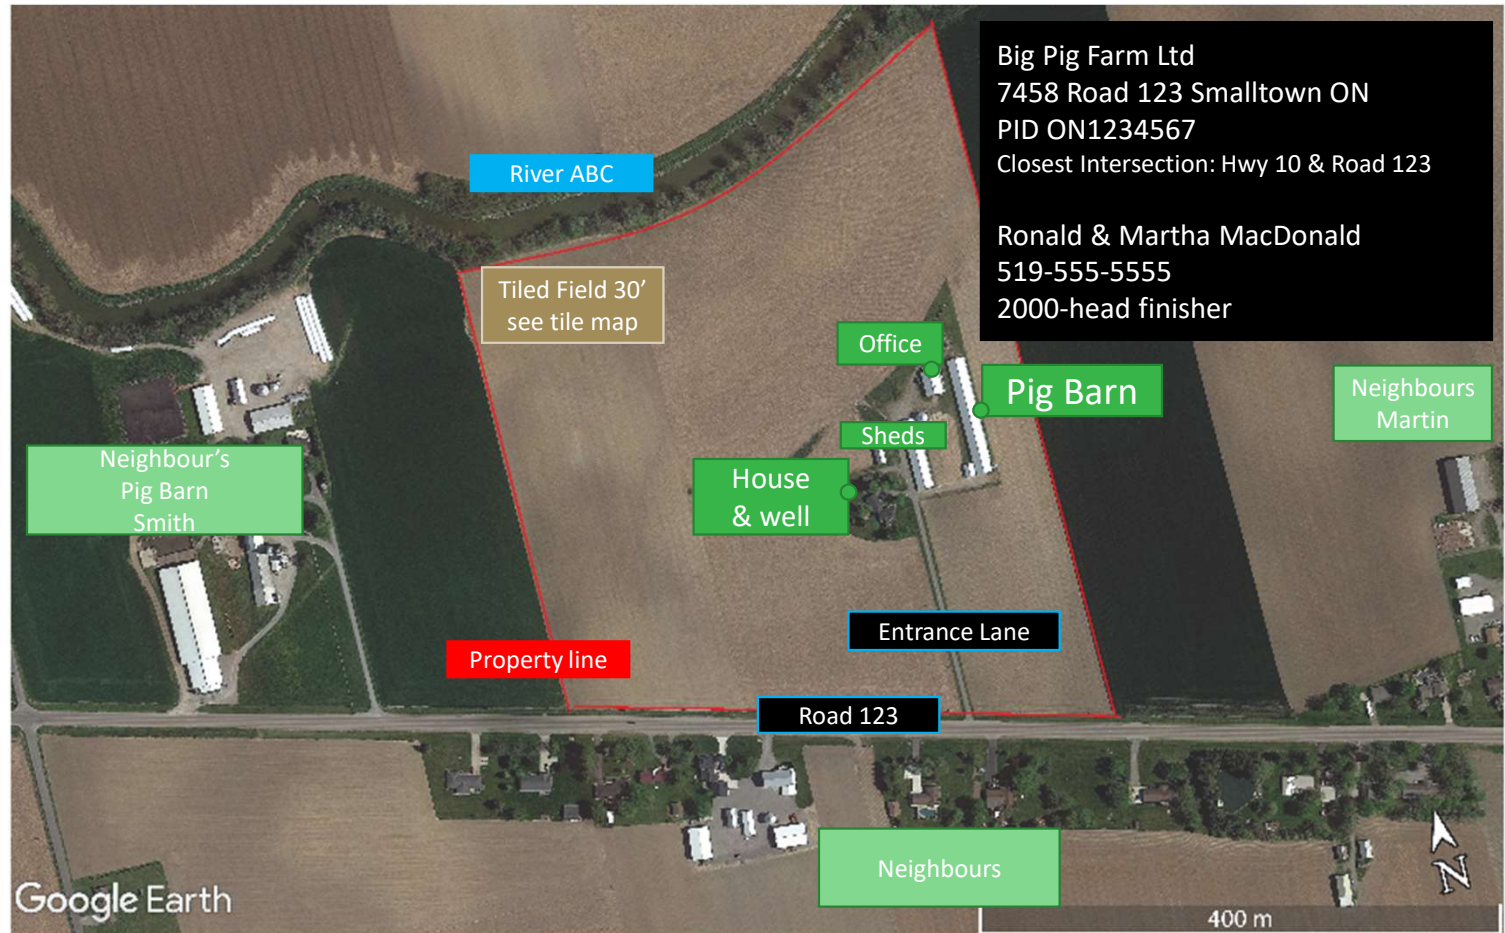 Big Pig Farm Ltd
7458 Road 123 Smalltown ON
PID ON1234567
Closest Intersection: Hwy 10 & Road 123
Ronald & Martha MacDonald
519-555-5555
2000-head finisher
River ABC
Tiled Field 30’
see tile map
Office
Pig Barn
Neighbours
Martin
Sheds
Neighbour’s
Pig Barn
Smith
House
& well
Entrance Lane
Property line
Road 123
Neighbours
N
Google Earth
400 m